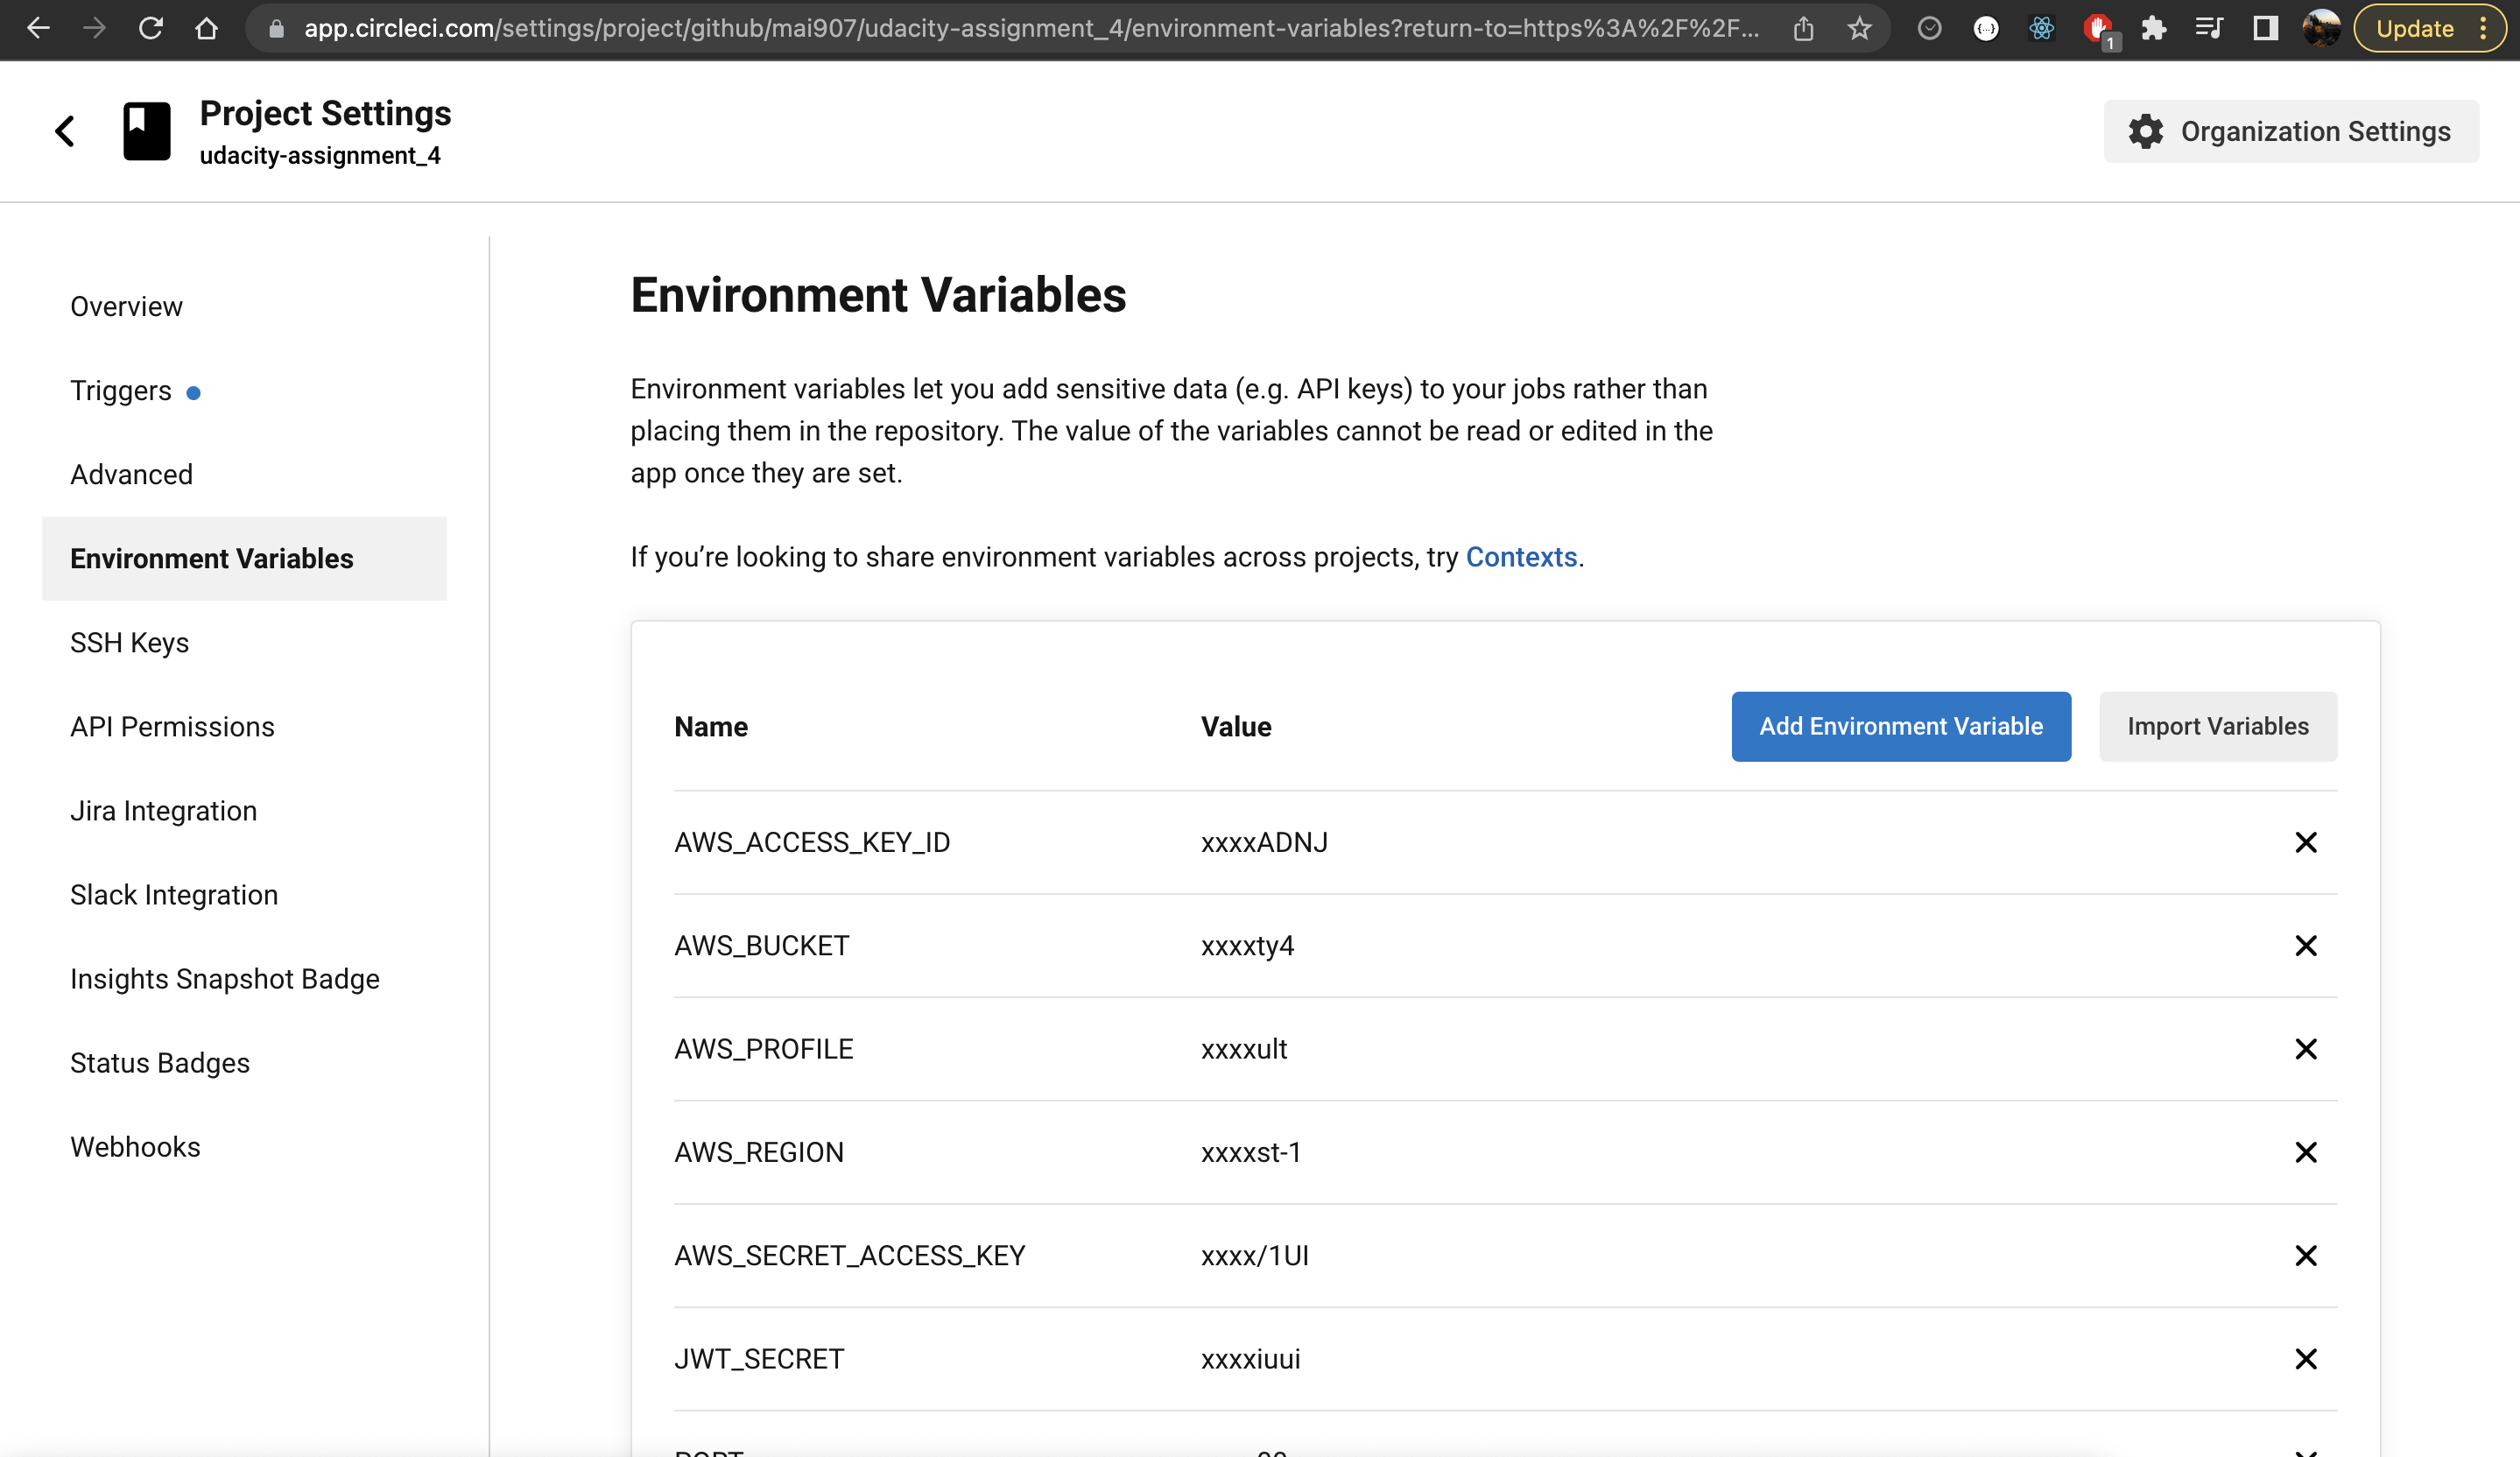 app.circleci.com/settings/project/github/mai907/udacity-assignment_4/environment-variables?return-to=https%3A%2F%2F...
1
Update
Project Settings
udacity-assignment_4
Organization Settings
Overview
Triggers
Advanced
Environment Variables
SSH Keys
API Permissions
Jira Integration
Slack Integration
Insights Snapshot Badge
Status Badges
Webhooks
Environment Variables
Environment variables let you add sensitive data (e.g. API keys) to your jobs rather than
placing them in the repository. The value of the variables cannot be read or edited in the
app once they are set.
If you’re looking to share environment variables across projects, try Contexts.
Name Value Add Environment Variable Import Variables
AWS_ACCESS_KEY_ID xxxxADNJ
AWS_BUCKET xxxxty4
AWS_PROFILE xxxxult
AWS_REGION xxxxst-1
AWS_SECRET_ACCESS_KEY xxxx/1UI
JWT_SECRET xxxxiuui